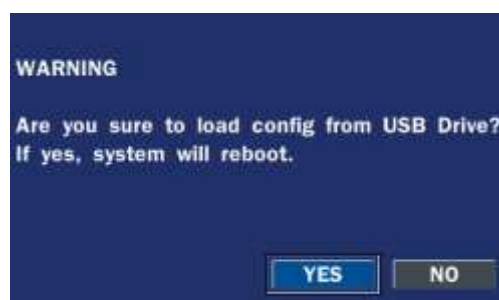 WARNING
Are you sure to load config from USB Drive?
If yes, system will reboot.
YES NO